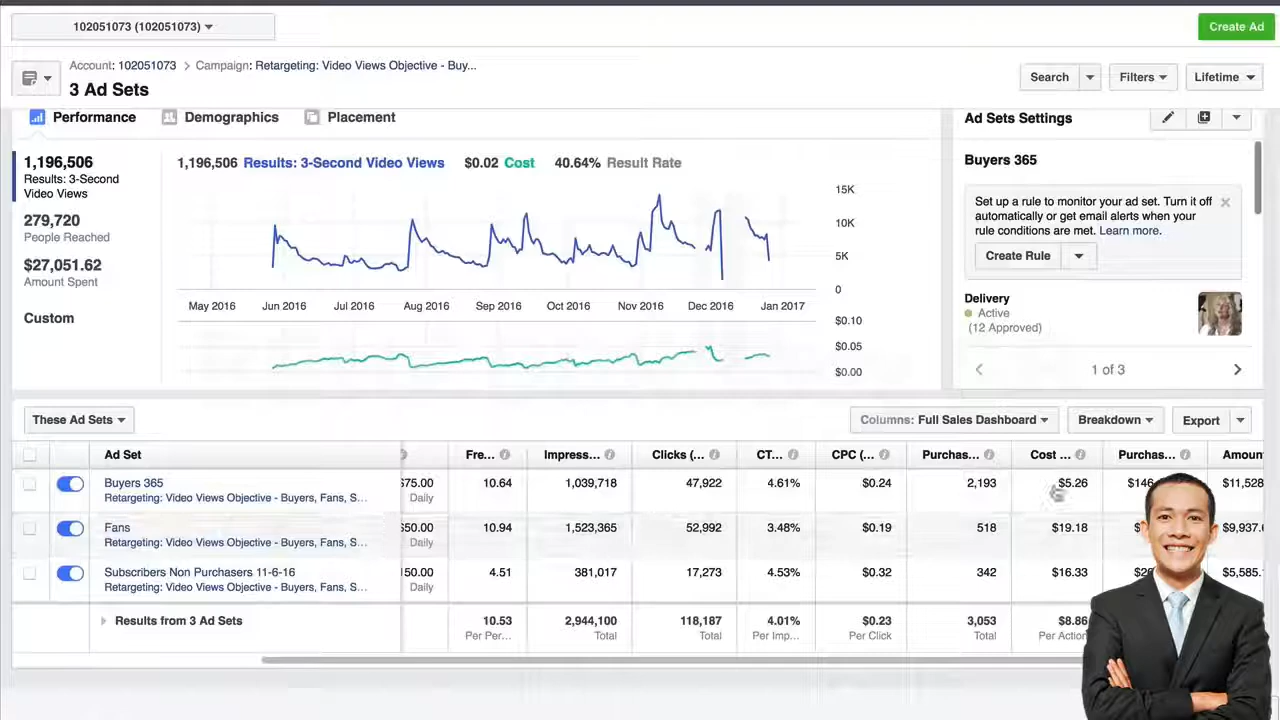 102051073 (102051073)
Create Ad
Account: 102051073 > Campaign: Retargeting: Video Views Objective - Buy...
3 Ad Sets
Search
Filters
Lifetime
Performance
Demographics
Placement
Ad Sets Settings
1,196,506
Results: 3-Second
Video Views
279,720
People Reached
$27,051.62
Amount Spent
Custom
1,196,506 Results: 3-Second Video Views $0.02 Cost 40.64% Result Rate
15K
10K
5K
0
May 2016 Jun 2016 Jul 2016 Aug 2016 Sep 2016 Oct 2016 Nov 2016 Dec 2016 Jan 2017
$0.10
$0.05
$0.00
Buyers 365
Set up a rule to monitor your ad set. Turn it off
automatically or get email alerts when your
rule conditions are met. Learn more.
Create Rule
Delivery
Active
(12 Approved)
1 of 3
These Ad Sets
Columns: Full Sales Dashboard
Breakdown
Export
Ad Set Fre... Impress... Clicks (... CT... CPC (... Purchas... Cost ... Purchas... Amoun
Buyers 365 $75.00 10.64 1,039,718 47,922 4.61% $0.24 2,193 $5.26 $146 $11,528
Retargeting: Video Views Objective - Buyers, Fans, S... Daily
Fans $50.00 10.94 1,523,365 52,992 3.48% $0.19 518 $19.18 $9,937.
Retargeting: Video Views Objective - Buyers, Fans, S... Daily
Subscribers Non Purchasers 11-6-16 150.00 4.51 381,017 17,273 4.53% $0.32 342 $16.33 $5,585.
Retargeting: Video Views Objective - Buyers, Fans, S... Daily
Results from 3 Ad Sets 10.53 2,944,100 118,187 4.01% $0.23 3,053 $8.86
Per Per... Total Total Per Imp... Per Click Total Per Action